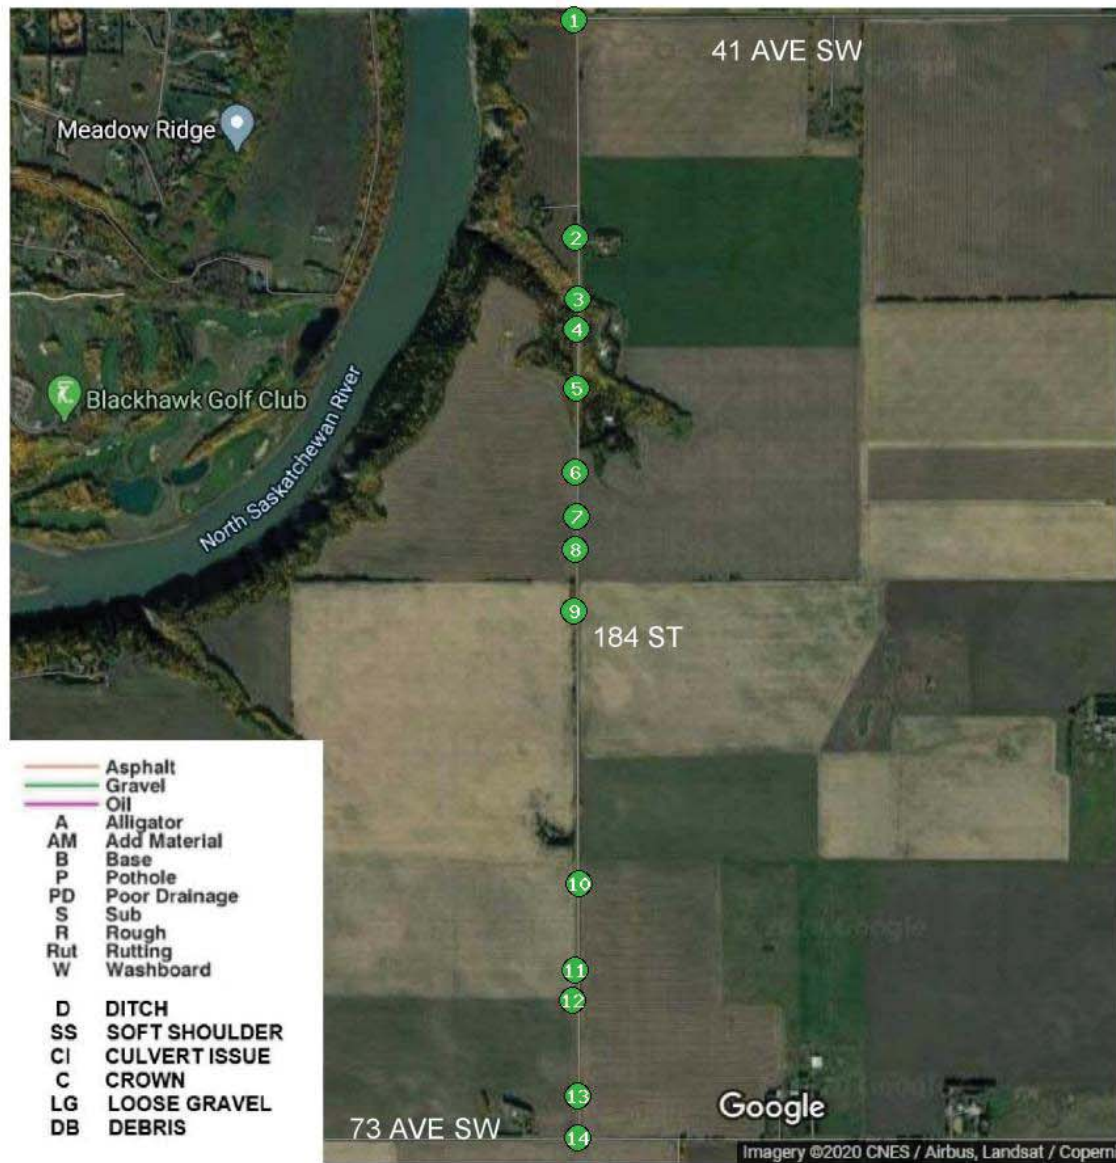 1
41 AVE SW
Meadow Ridge
2
3
4
5
Blackhawk Golf Club
North Saskatchewan River
6
7
8
9
184 ST
Asphalt
Gravel
Oil
A Alligator
AM Add Material
B Base
P Pothole
PD Poor Drainage
S Sub
R Rough
Rut Rutting
W Washboard
D DITCH
SS SOFT SHOULDER
CI CULVERT ISSUE
C CROWN
LG LOOSE GRAVEL
DB DEBRIS
10
11
12
13
Google
73 AVE SW
14
Imagery ©2020 CNES / Airbus, Landsat / Copern